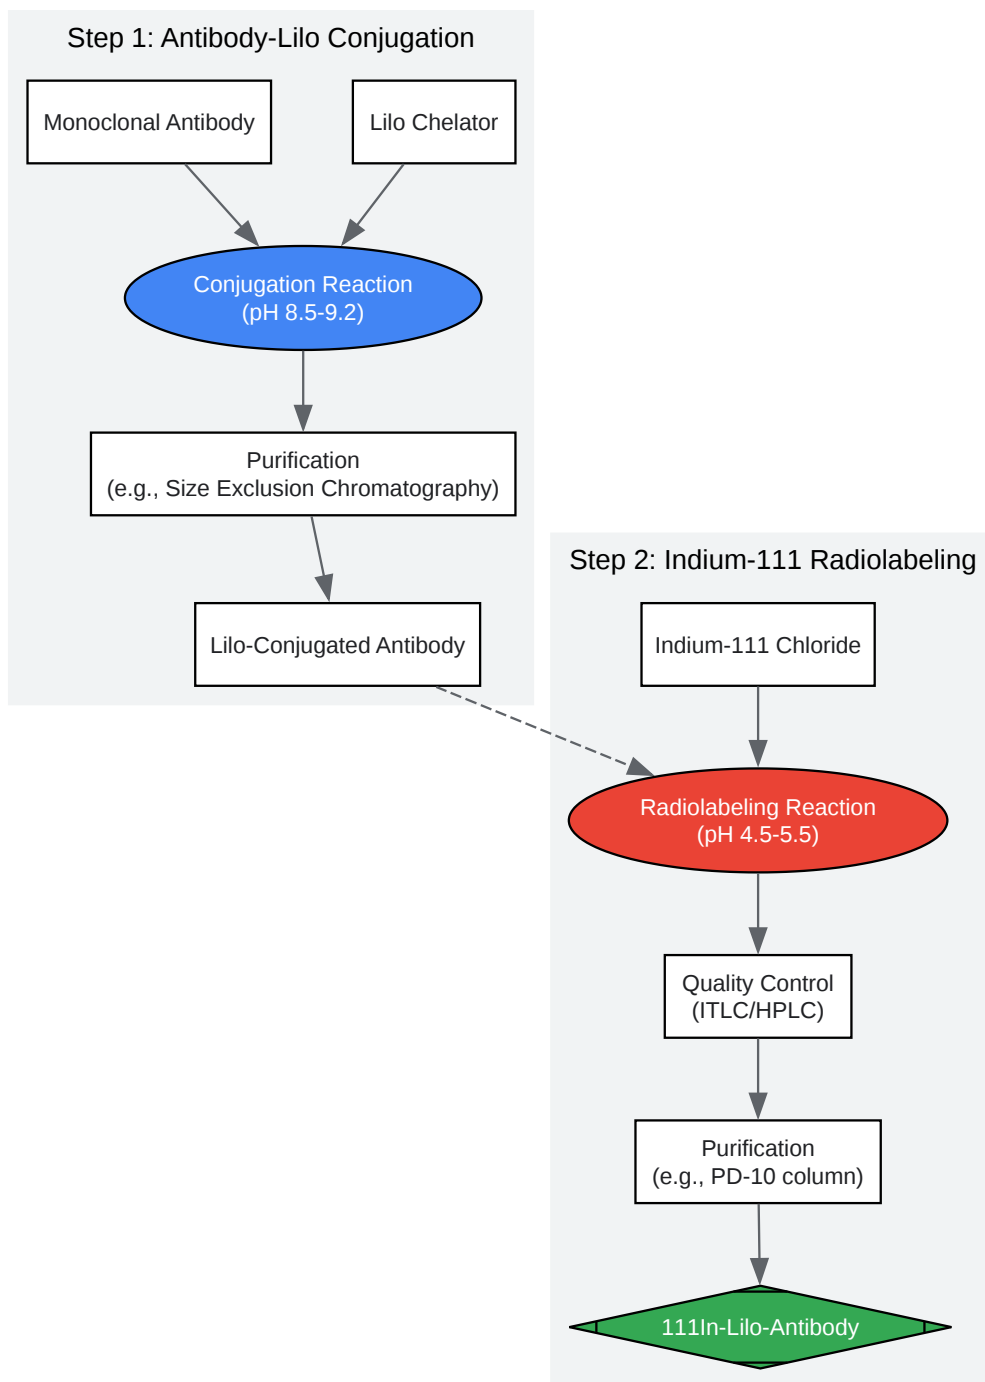 Step 1: Antibody-Lilo Conjugation
Monoclonal Antibody
Lilo Chelator
Conjugation Reaction
(pH 8.5-9.2)
Purification
(e.g., Size Exclusion Chromatography)
Lilo-Conjugated Antibody
Step 2: Indium-111 Radiolabeling
Indium-111 Chloride
Radiolabeling Reaction
(pH 4.5-5.5)
Quality Control
(ITLC/HPLC)
Purification
(e.g., PD-10 column)
111In-Lilo-Antibody